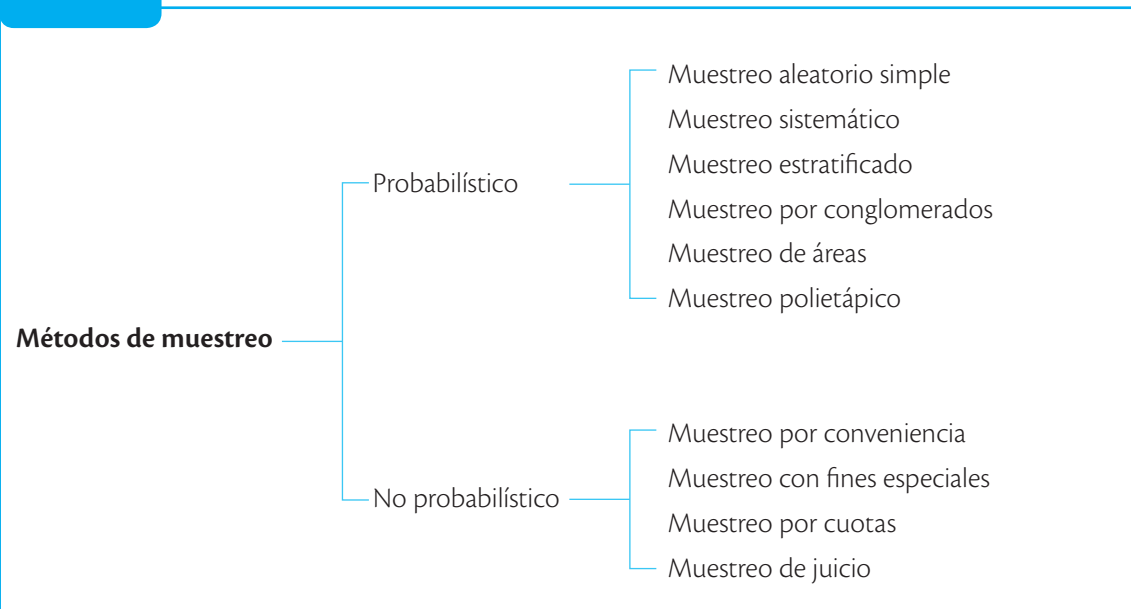 Muestreo aleatorio simple
Muestreo sistemático
Probabilístico
Muestreo estratificado
Muestreo por conglomerados
Muestreo de áreas
Muestreo polietápico
Métodos de muestreo
Muestreo por conveniencia
Muestreo con fines especiales
No probabilístico
Muestreo por cuotas
Muestreo de juicio